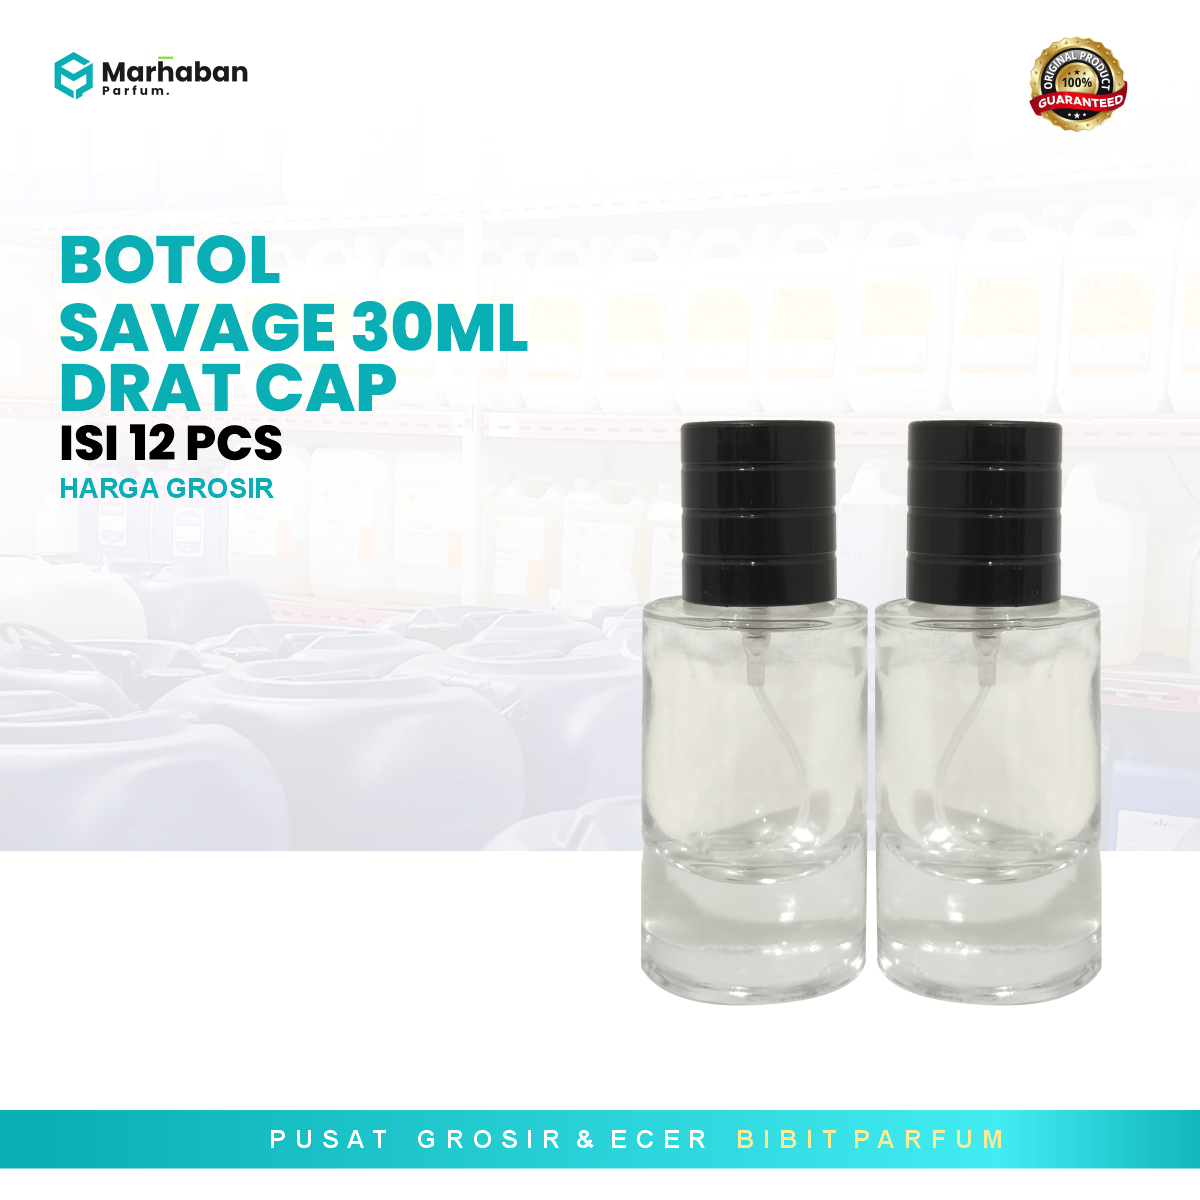 Marhaban
Parfum.
ORIGINAL PRODUCT
100%
GUARANTEED
BOTOL
SAVAGE 30ML
DRAT CAP
ISI 12 PCS
HARGA GROSIR
PUSAT GROSIR & ECER BIBIT PARFUM